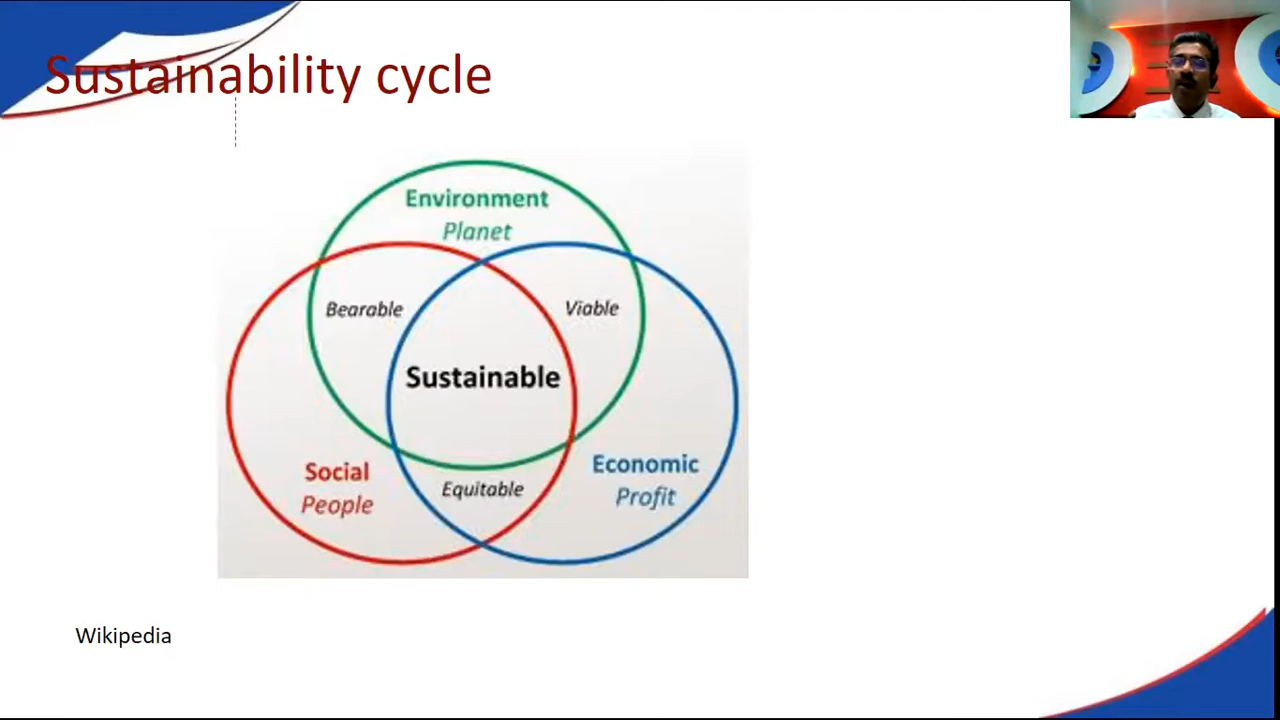 Sustainability cycle
Environment
Planet
Bearable
Viable
Sustainable
Social
People
Equitable
Economic
Profit
Wikipedia